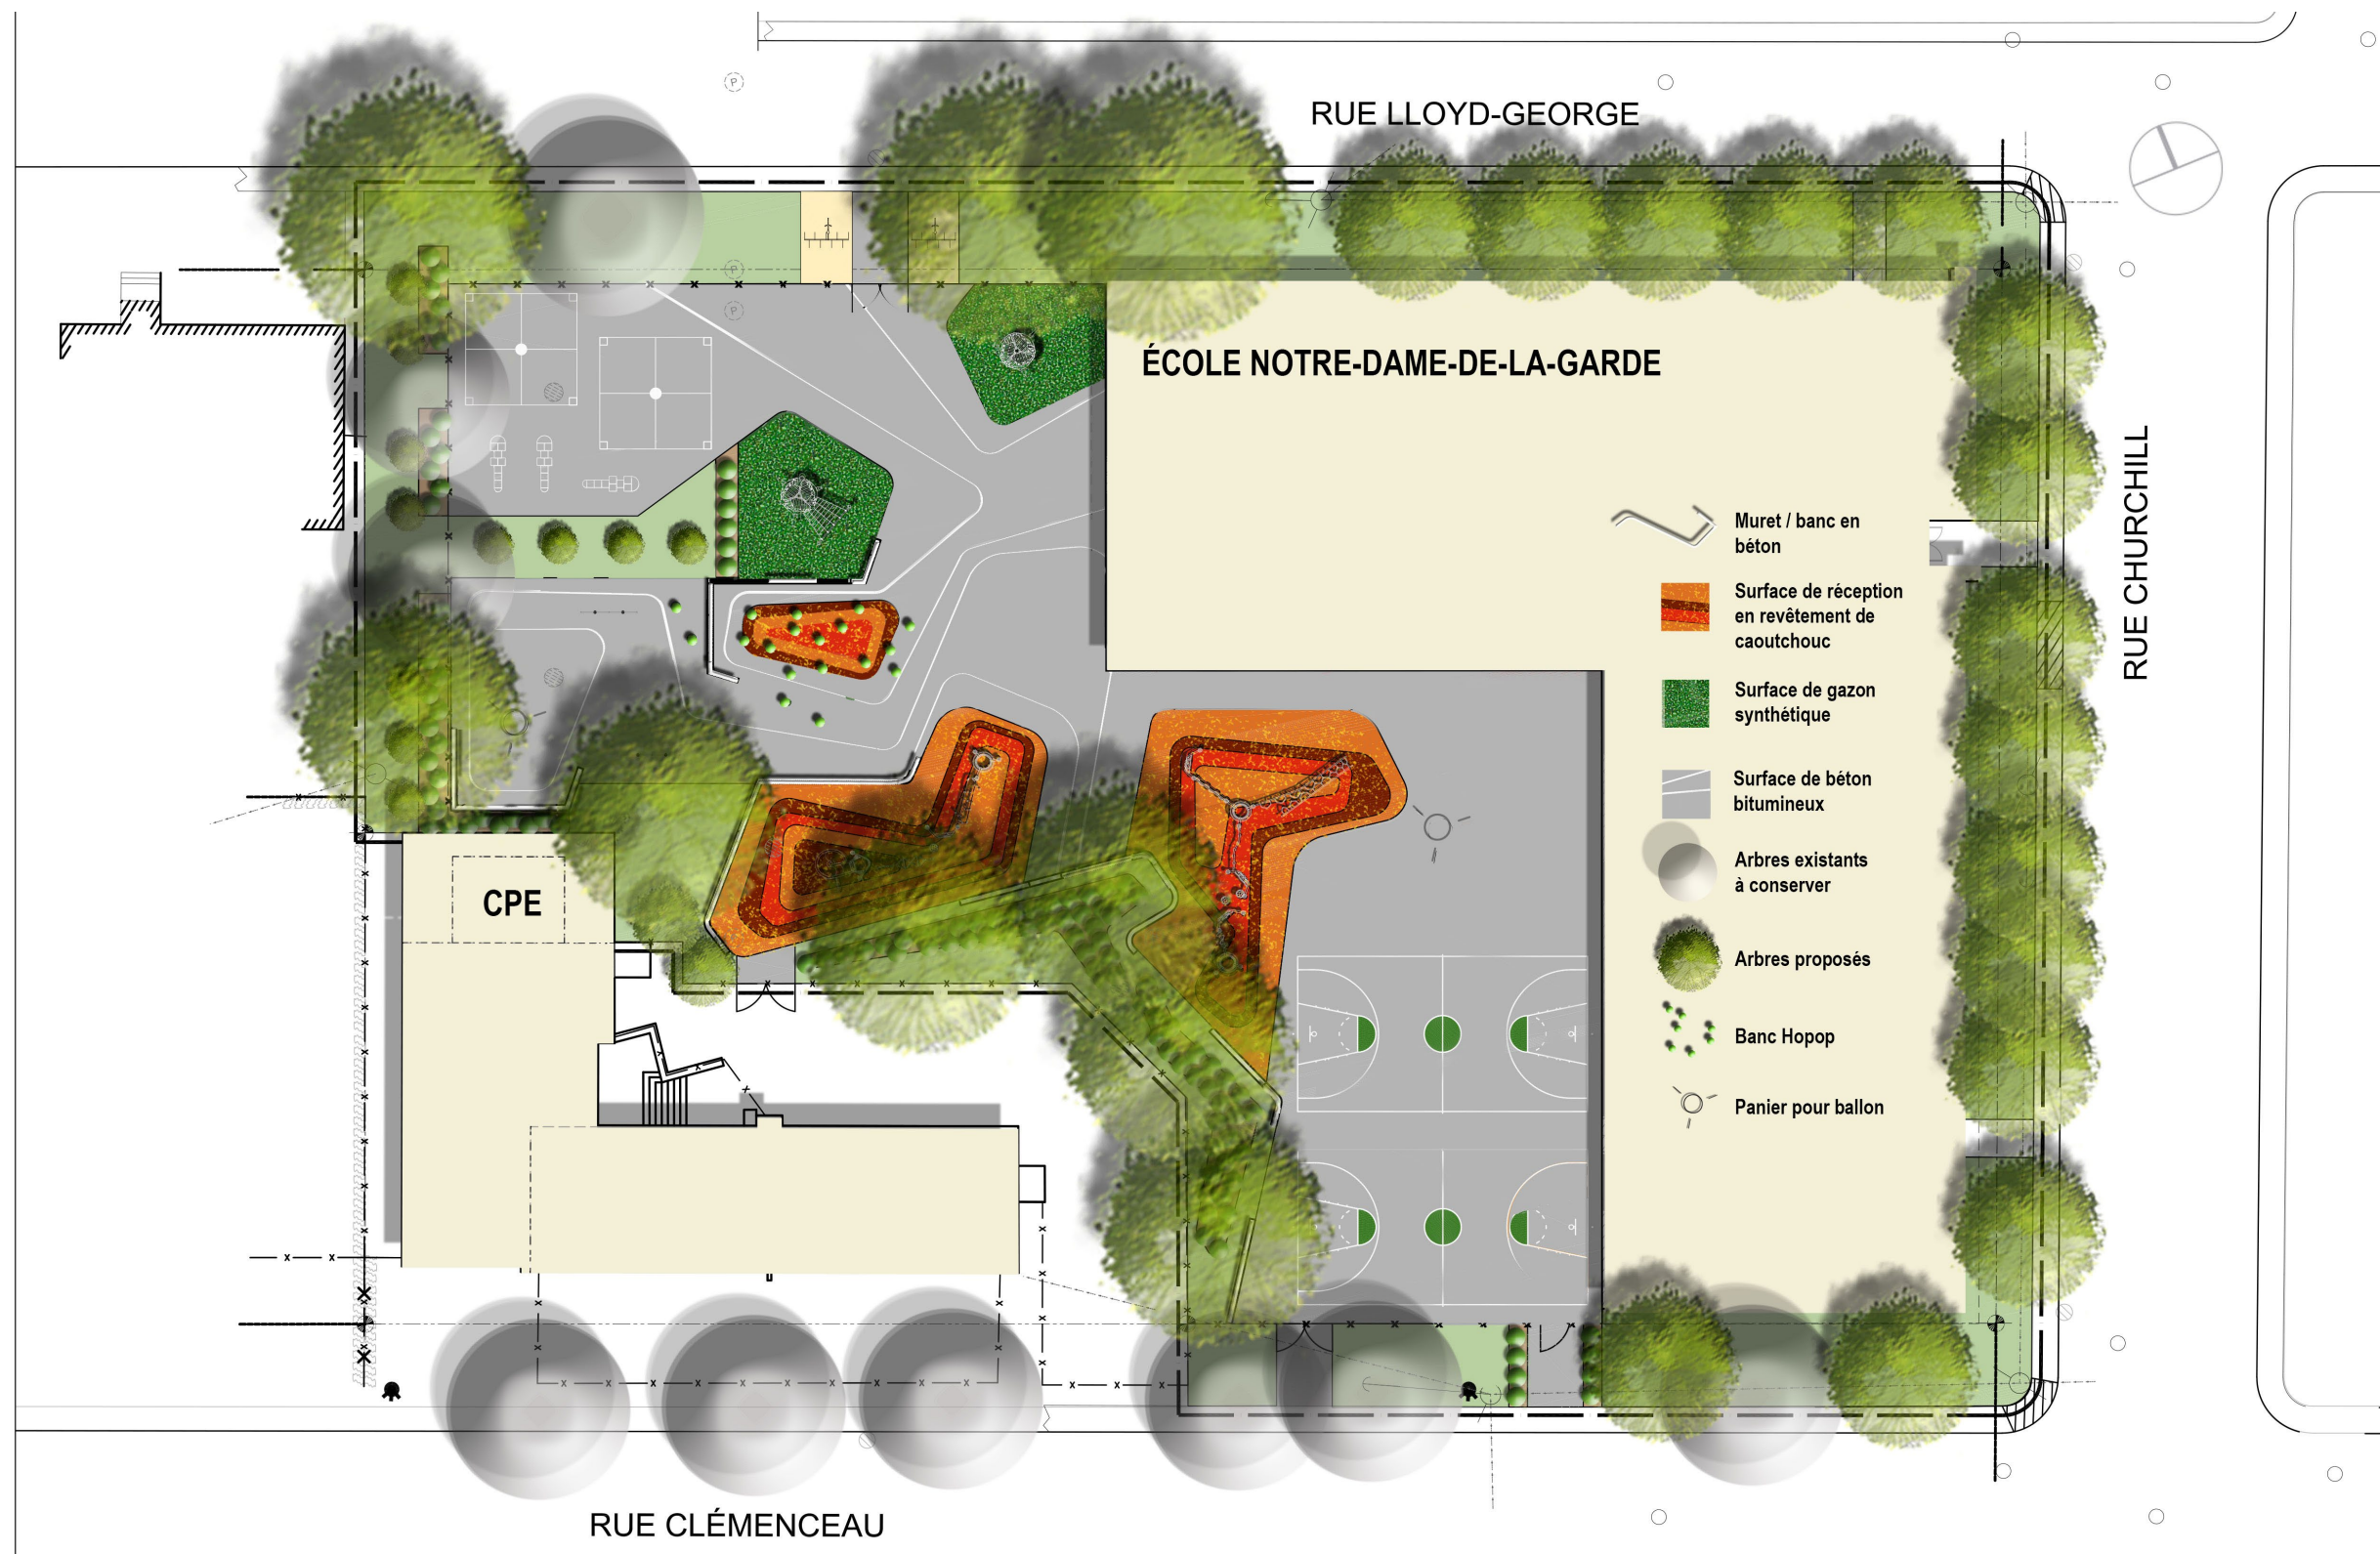 RUE LLOYD-GEORGE
P
P
P
ÉCOLE NOTRE-DAME-DE-LA-GARDE
RUE CHURCHILL
Muret / banc en
béton
Surface de réception
en revêtement de
caoutchouc
Surface de gazon
synthétique
Surface de béton
bitumineux
Arbres existants
à conserver
Arbres proposés
Banc Hopop
Panier pour ballon
CPE
RUE CLÉMENCEAU